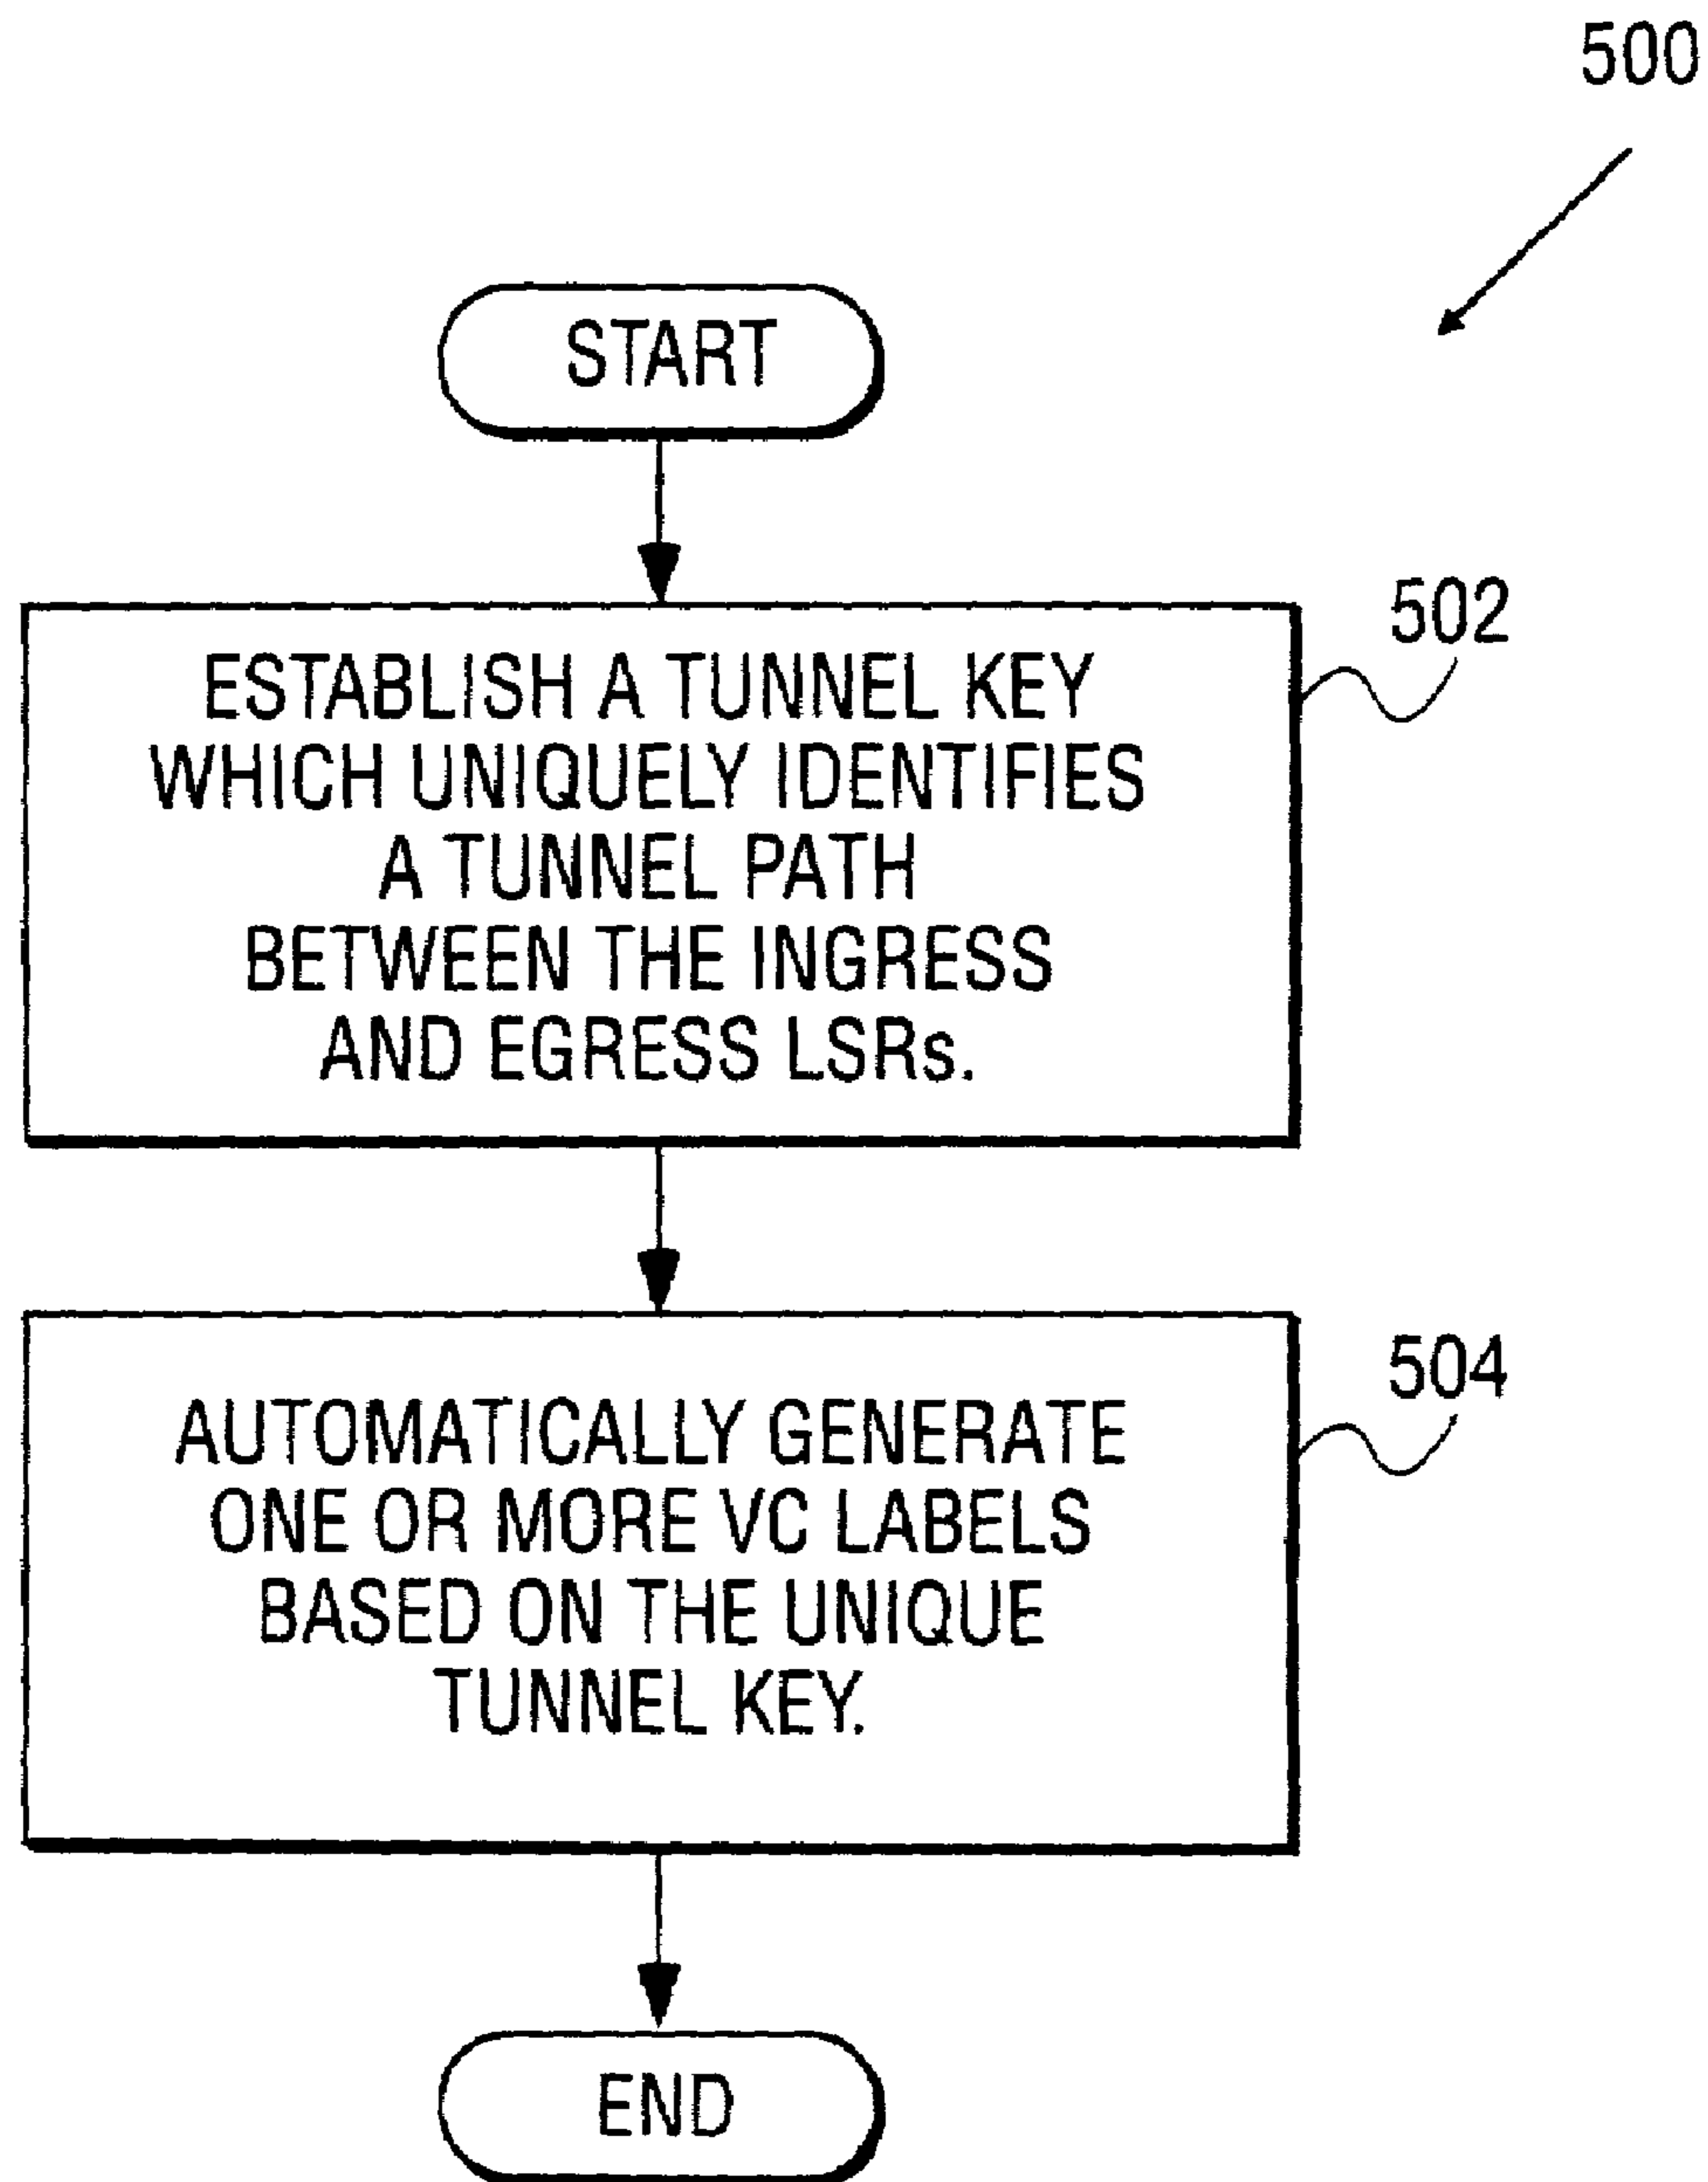 500
START
502
ESTABLISH A TUNNEL KEY
WHICH UNIQUELY IDENTIFIES
A TUNNEL PATH
BETWEEN THE INGRESS
AND EGRESS LSRs.
504
AUTOMATICALLY GENERATE
ONE OR MORE VC LABELS
BASED ON THE UNIQUE
TUNNEL KEY.
END